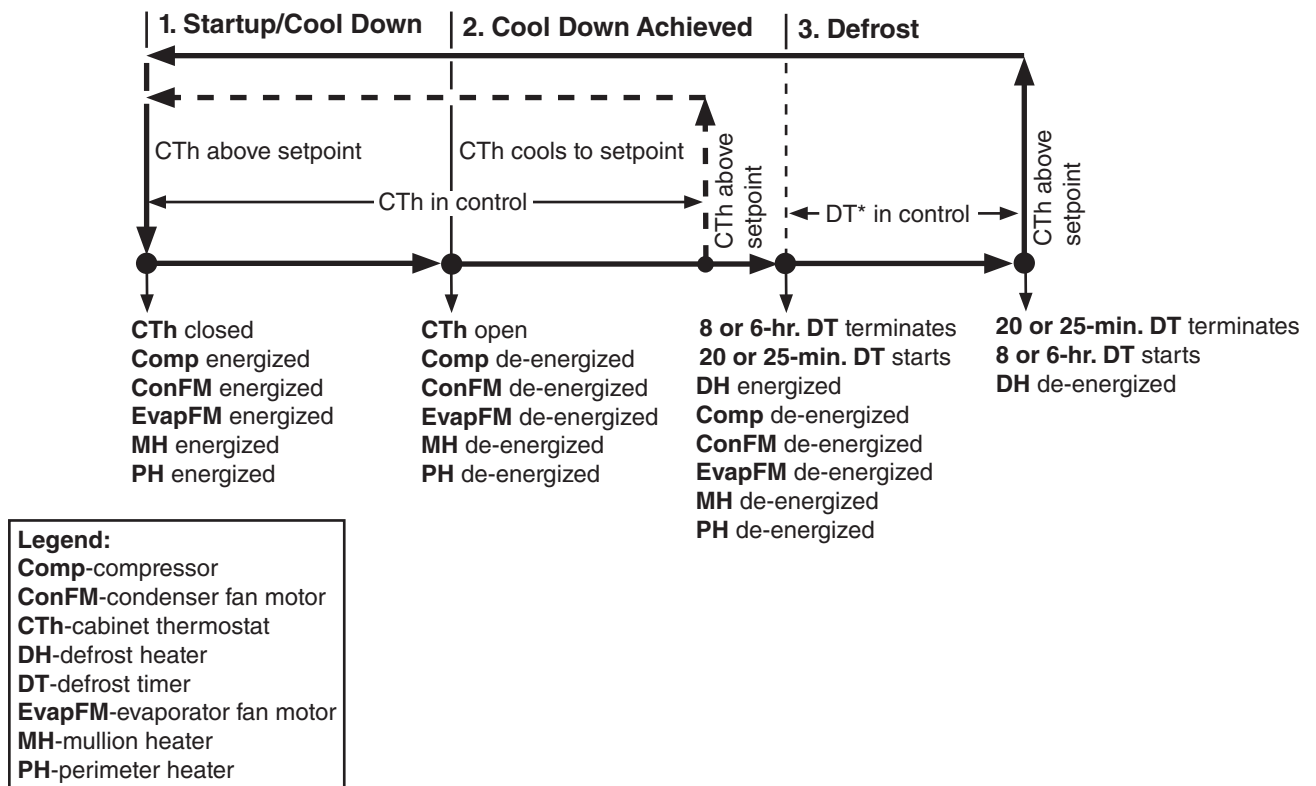 1. Startup/Cool Down
2. Cool Down Achieved
3. Defrost
CTh above setpoint
CTh cools to setpoint
CTh in control
CTh above
setpoint
DT* in control
CTh above
setpoint
CTh closed
Comp energized
ConFM energized
EvapFM energized
MH energized
PH energized
CTh open
Comp de-energized
ConFM de-energized
EvapFM de-energized
MH de-energized
PH de-energized
8 or 6-hr. DT terminates
20 or 25-min. DT starts
DH energized
Comp de-energized
ConFM de-energized
EvapFM de-energized
MH de-energized
PH de-energized
20 or 25-min. DT terminates
8 or 6-hr. DT starts
DH de-energized
Legend:
Comp-compressor
ConFM-condenser fan motor
CTh-cabinet thermostat
DH-defrost heater
DT-defrost timer
EvapFM-evaporator fan motor
MH-mullion heater
PH-perimeter heater